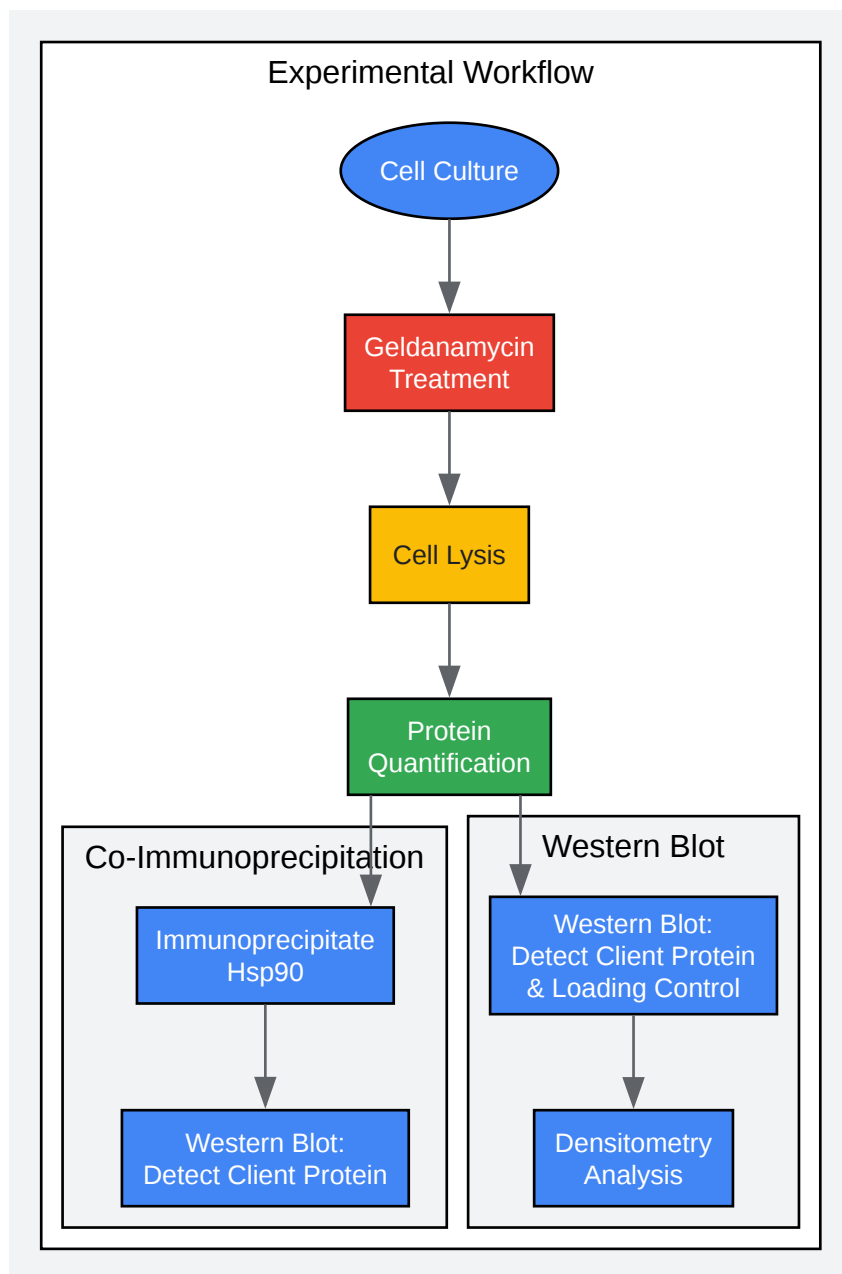 Experimental Workflow
Cell Culture
Geldanamycin
Treatment
Cell Lysis
Protein
Quantification
Co-Immunoprecipitation
Immunoprecipitate
Hsp90
Western Blot:
Detect Client Protein
Western Blot
Western Blot:
Detect Client Protein
& Loading Control
Densitometry
Analysis